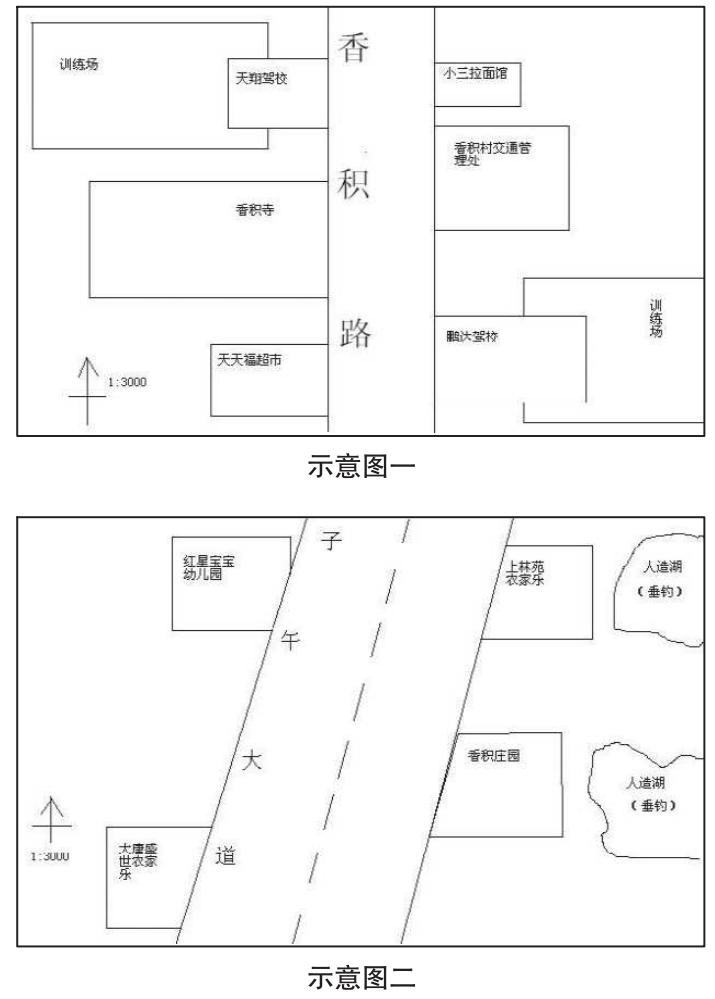 香
积
路
训练场
天翔驾校
小三拉面馆
香积村交通管
理处
香积寺
训练场
鹏达驾校
天天福超市
1:3000
示意图一
子
午
大
道
红星宝宝
幼儿园
上林苑
农家乐
人造湖
(垂钓)
香积庄园
人造湖
(垂钓)
大唐盛
世农家
乐
1:3000
示意图二